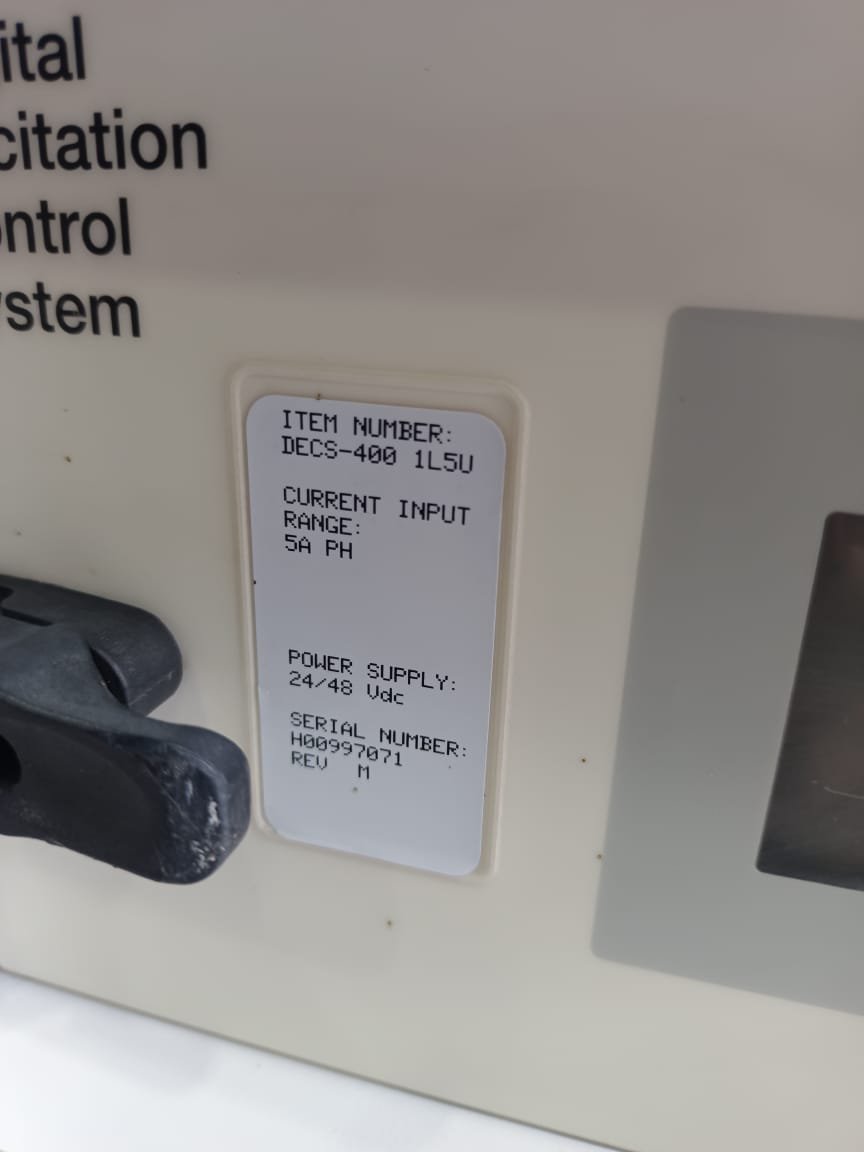 ital
citation
ontrol
ystem
ITEM NUMBER:
DECS-400 1L5U
CURRENT INPUT
RANGE:
5A PH
POWER SUPPLY:
24/48 Vdc
SERIAL NUMBER:
H00997071
REV M